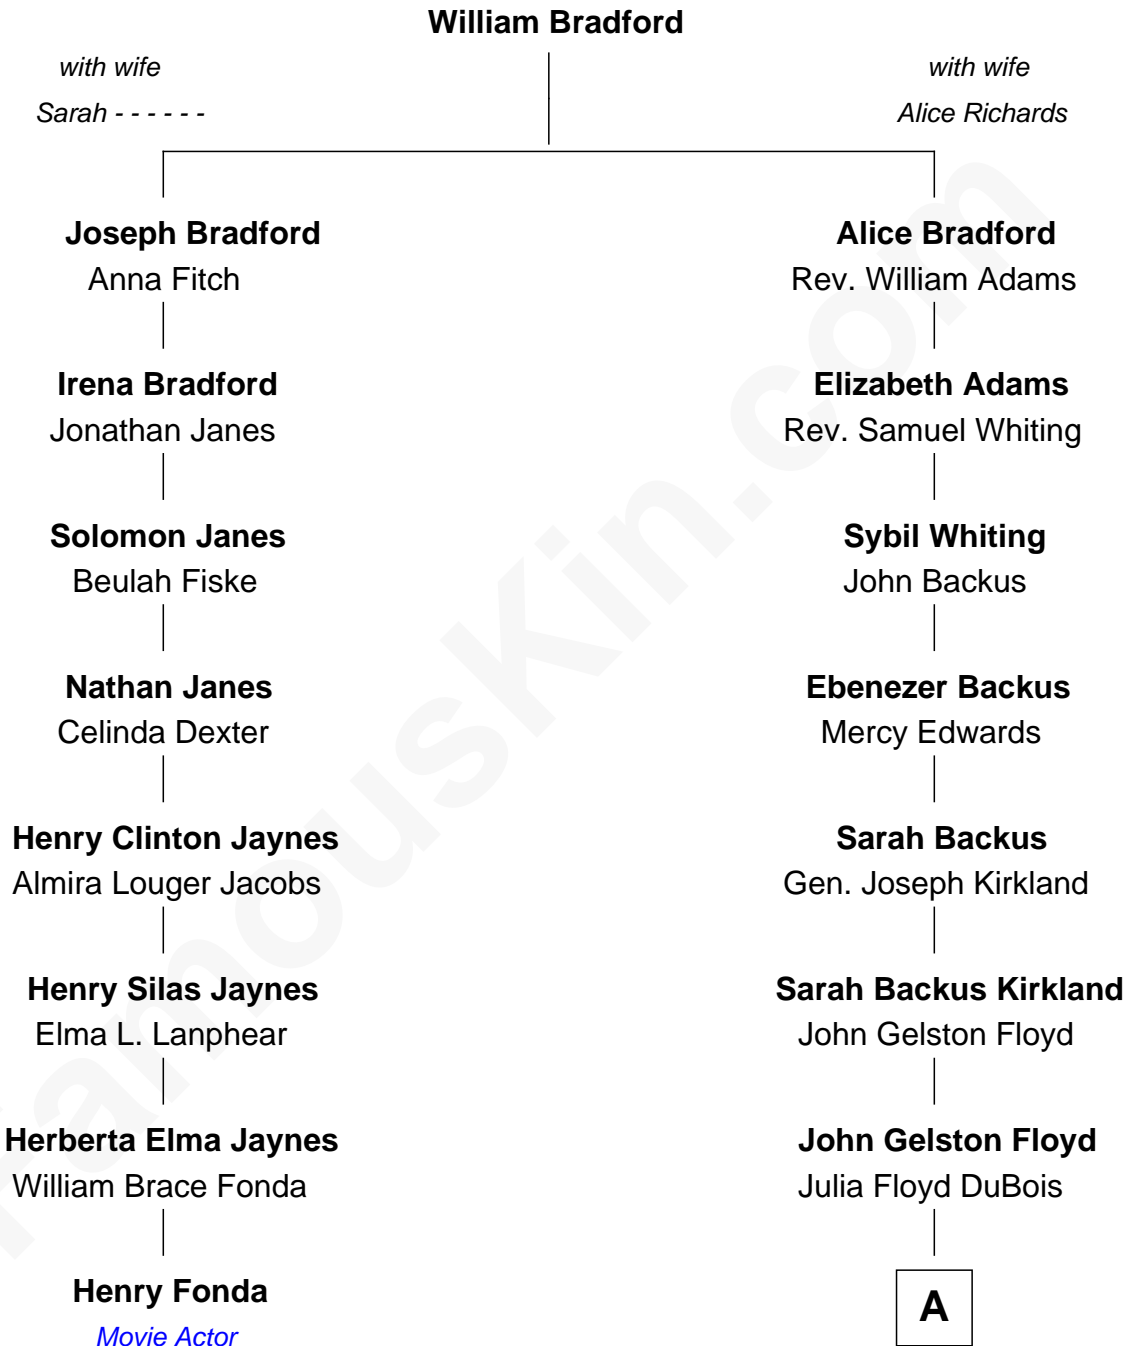 William Bradford
with wife
Sarah - - - - - -
with wife
Alice Richards
Joseph Bradford
Anna Fitch
Alice Bradford
Rev. William Adams
Irena Bradford
Jonathan Janes
Elizabeth Adams
Rev. Samuel Whiting
Solomon Janes
Beulah Fiske
Sybil Whiting
John Backus
Nathan Janes
Celinda Dexter
Ebenezer Backus
Mercy Edwards
Henry Clinton Jaynes
Almira Louger Jacobs
Sarah Backus
Gen. Joseph Kirkland
Henry Silas Jaynes
Elma L. Lanphear
Sarah Backus Kirkland
John Gelston Floyd
Herberta Elma Jaynes
William Brace Fonda
John Gelston Floyd
Julia Floyd DuBois
Henry Fonda
Movie Actor
A
FamousKin.com